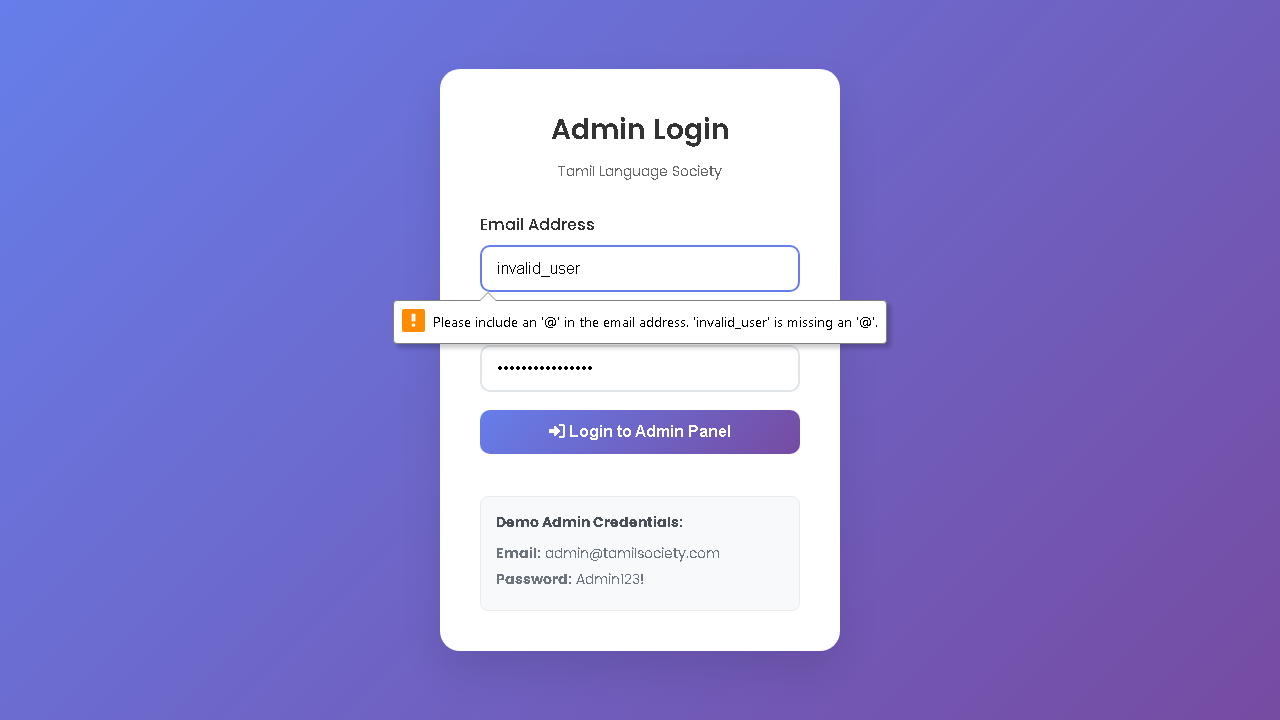 Admin Login
Tamil Language Society
Email Address
invalid_user
Please include an '@' in the email address. 'invalid_user' is missing an '@'.
••••••••••••••••
Login to Admin Panel
Demo Admin Credentials:
Email: admin@tamilsociety.com
Password: Admin123!